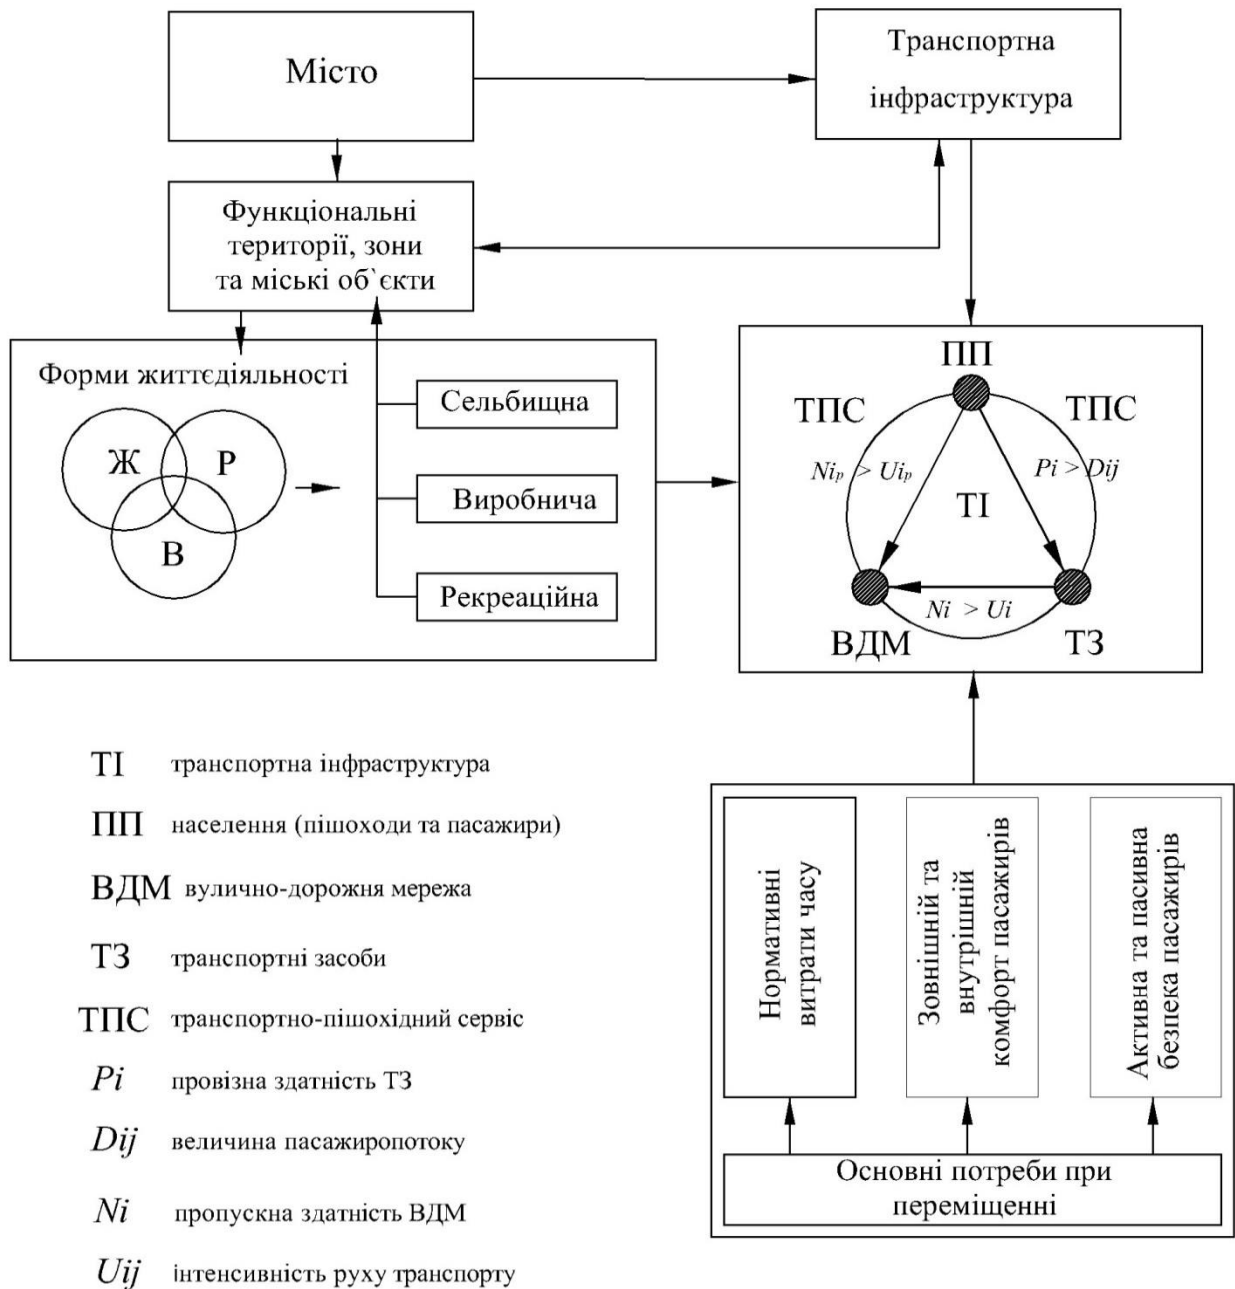 Місто
Транспортна
інфраструктура
Функціональні
території, зони
та міські об`єкти
Форми життєдіяльності
Ж
Р
В
Сельбищна
Виробнича
Рекреаційна
ПП
ТПС
ТПС
Niₚ > Uiₚ
Pi > Dij
ТІ
Ni > Ui
ВДМ
ТЗ
ТІ транспортна інфраструктура
ПП населення (пішоходи та пасажири)
ВДМ вулично-дорожня мережа
ТЗ транспортні засоби
ТПС транспортно-пішохідний сервіс
Pi провізна здатність ТЗ
Dij величина пасажиропотоку
Ni пропускна здатність ВДМ
Uij інтенсивність руху транспорту
Нормативні
витрати часу
Зовнішній та
внутрішній
комфорт пасажирів
Активна та пасивна
безпека пасажирів
Основні потреби при
переміщенні